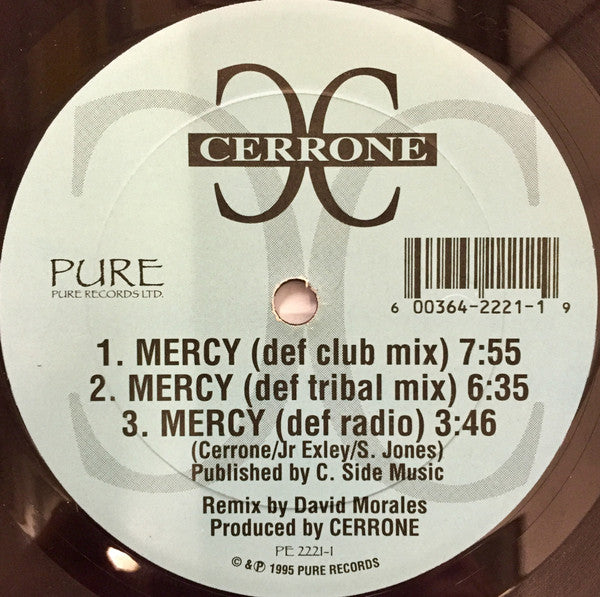 CERRONE
PURE
PURE RECORDS LTD.
6 00364-2221-1 9
1. MERCY (def club mix) 7:55
2. MERCY (def tribal mix) 6:35
3. MERCY (def radio) 3:46
(Cerrone/Jr Exley/S. Jones)
Published by C. Side Music
Remix by David Morales
Produced by CERRONE
PE 2221-1
© & ℗ 1995 PURE RECORDS